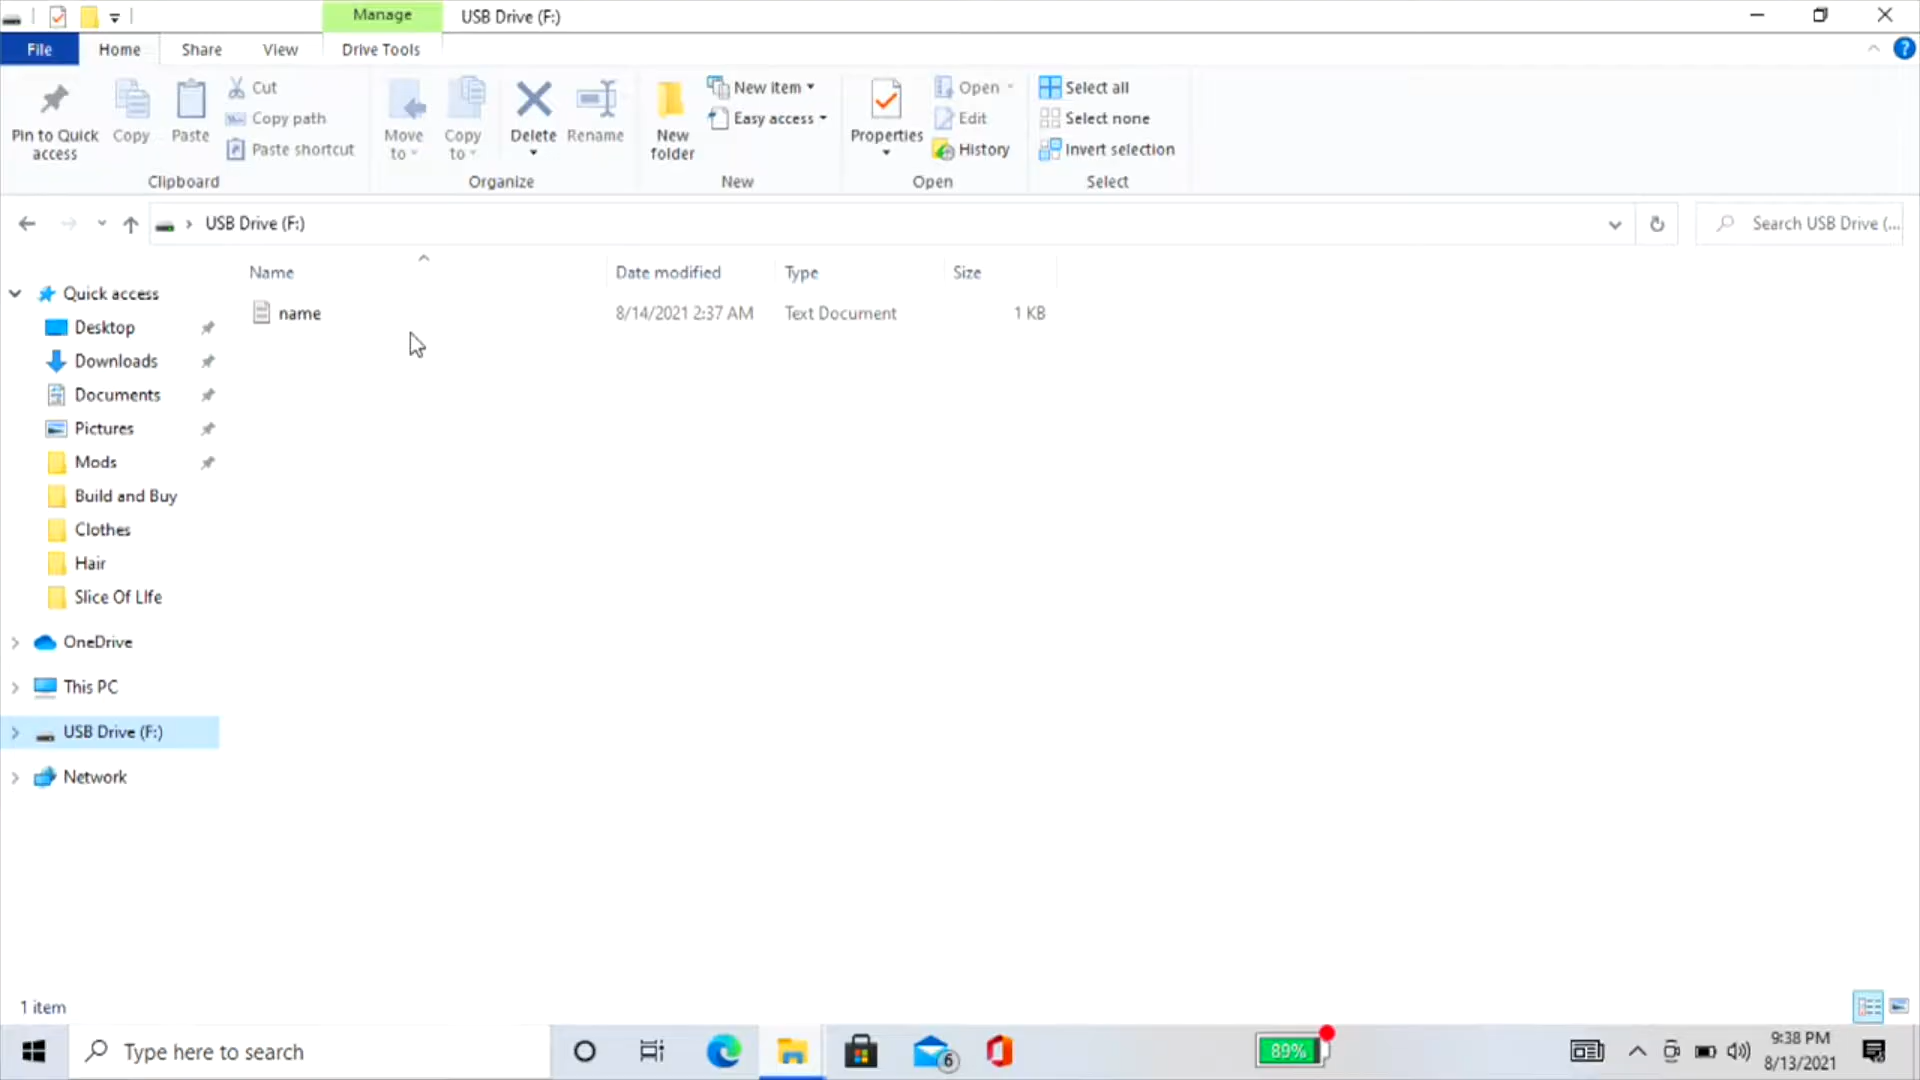 Manage
USB Drive (F:)
File
Home
Share
View
Drive Tools
Pin to Quick
access
Copy
Paste
Cut
Copy path
Paste shortcut
Clipboard
Move
to
Copy
to
Delete
Rename
Organize
New
folder
New item
Easy access
New
Properties
Open
Edit
History
Open
Select all
Select none
Invert selection
Select
USB Drive (F:)
Search USB Drive (...
Name
Date modified
Type
Size
name
8/14/2021 2:37 AM
Text Document
1 KB
Quick access
Desktop
Downloads
Documents
Pictures
Mods
Build and Buy
Clothes
Hair
Slice Of LIfe
OneDrive
This PC
USB Drive (F:)
Network
1 item
Type here to search
6
89%
9:38 PM
8/13/2021